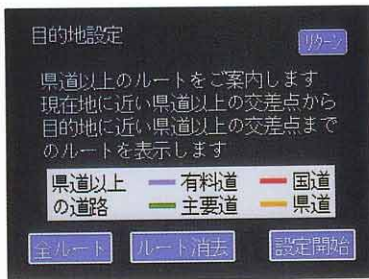 目的地設定
リターン
県道以上のルートをご案内します
現在地に近い県道以上の交差点から
目的地に近い県道以上の交差点まで
のルートを表示します
県道以上 有料道 国道
の道路 主要道 県道
全ルート ルート消去 設定開始